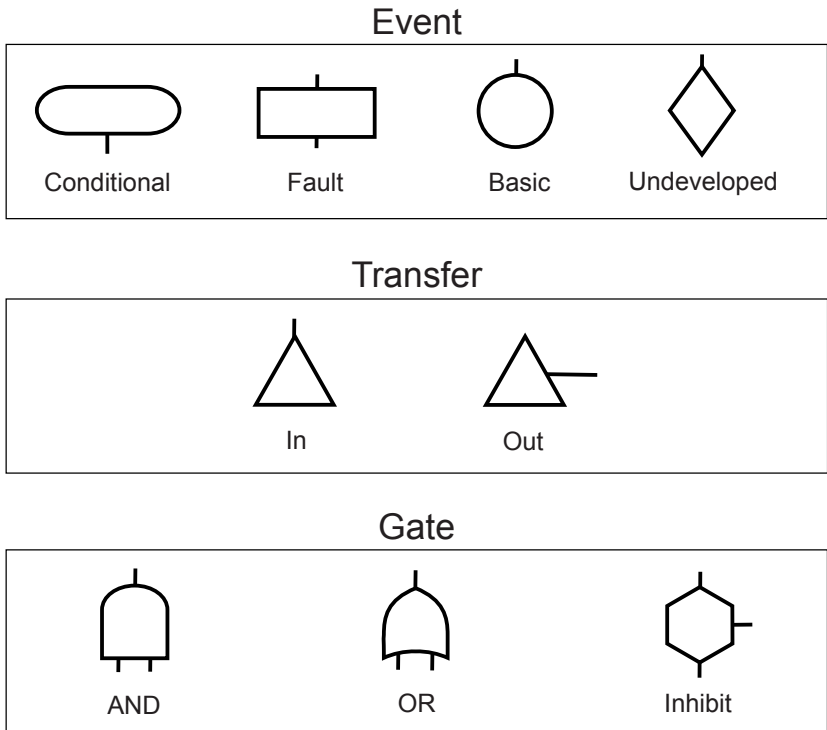 Event
Conditional Fault Basic Undeveloped
Transfer
In Out
Gate
AND OR Inhibit